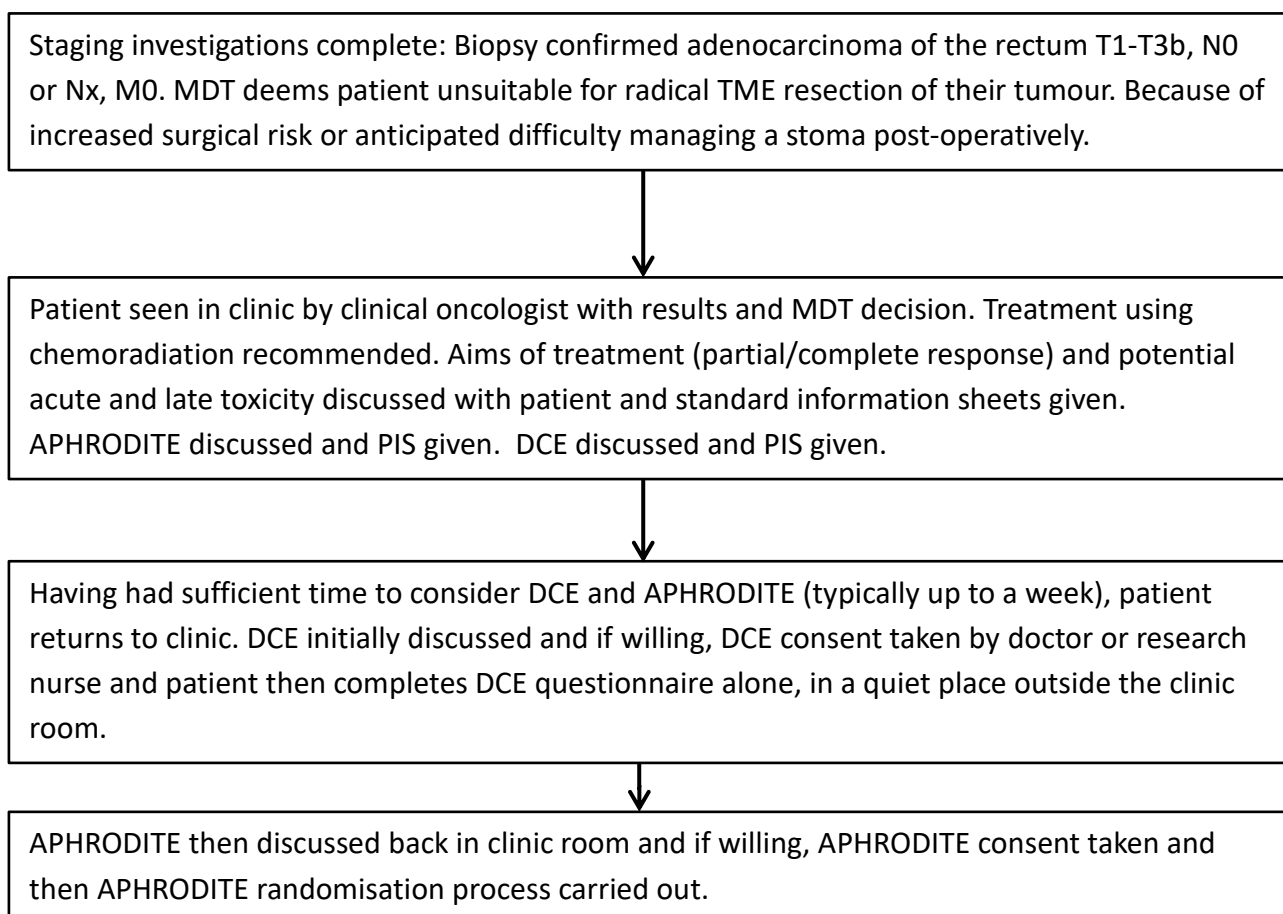 Staging investigations complete: Biopsy confirmed adenocarcinoma of the rectum T1-T3b, N0
or Nx, M0. MDT deems patient unsuitable for radical TME resection of their tumour. Because of
increased surgical risk or anticipated difficulty managing a stoma post-operatively.
Patient seen in clinic by clinical oncologist with results and MDT decision. Treatment using
chemoradiation recommended. Aims of treatment (partial/complete response) and potential
acute and late toxicity discussed with patient and standard information sheets given.
APHRODITE discussed and PIS given.  DCE discussed and PIS given.
Having had sufficient time to consider DCE and APHRODITE (typically up to a week), patient
returns to clinic. DCE initially discussed and if willing, DCE consent taken by doctor or research
nurse and patient then completes DCE questionnaire alone, in a quiet place outside the clinic
room.
APHRODITE then discussed back in clinic room and if willing, APHRODITE consent taken and
then APHRODITE randomisation process carried out.